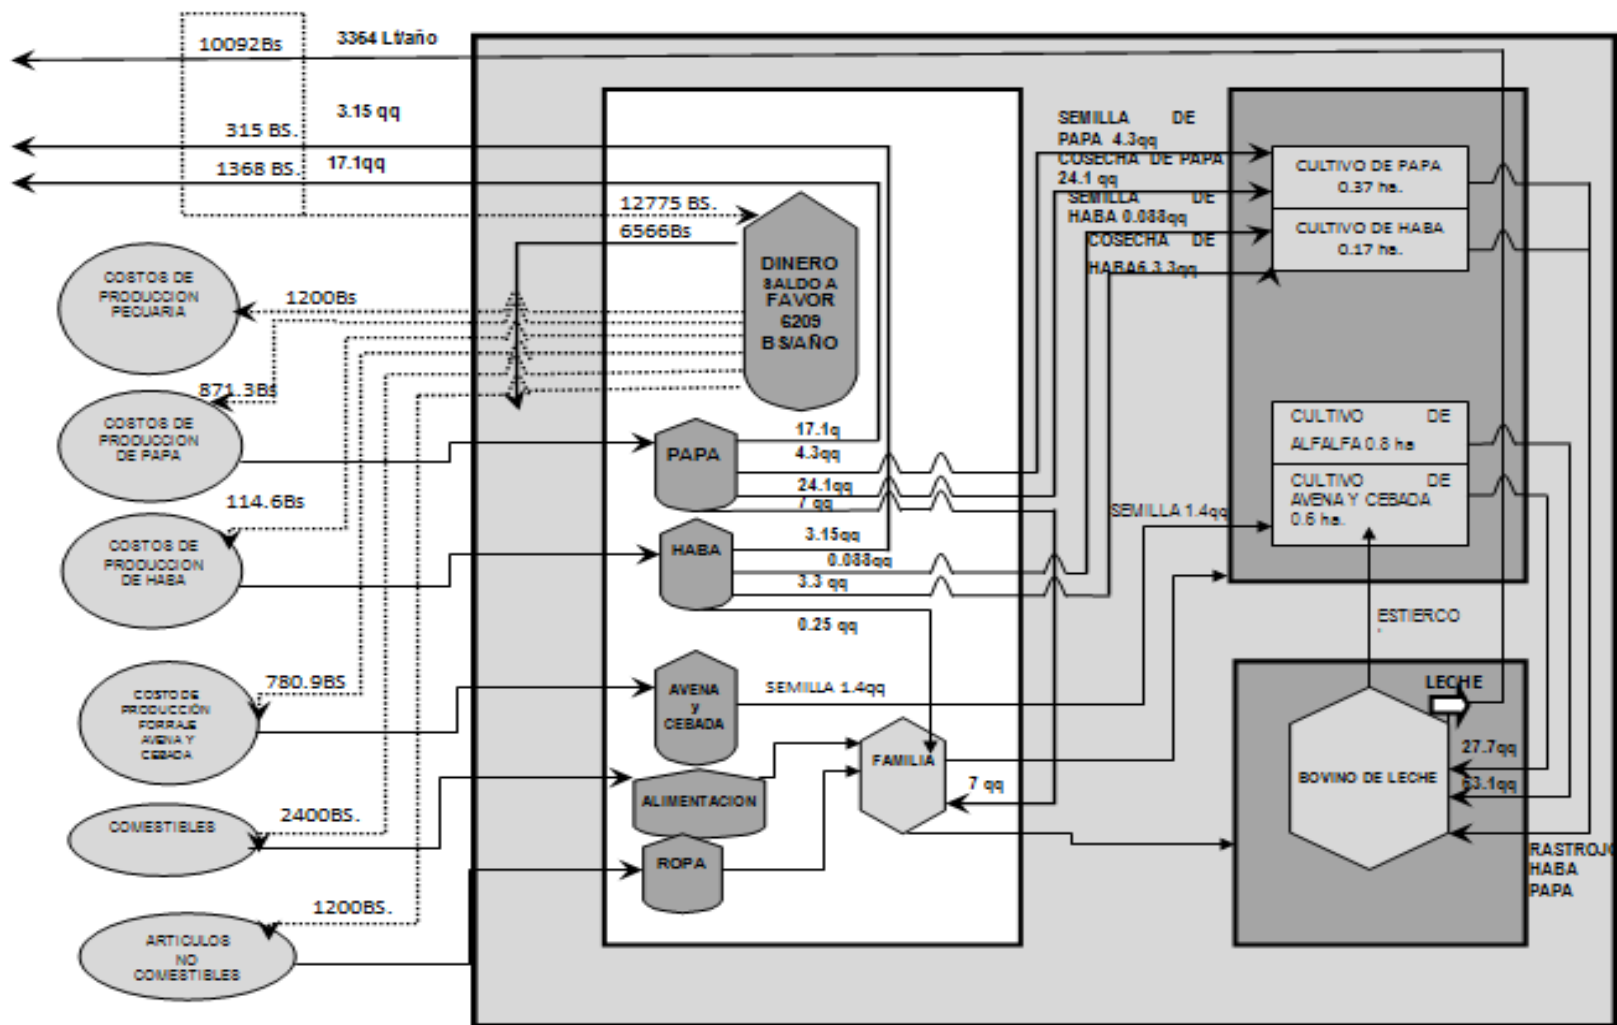 10092Bs
3364 Lt/año
3.15 qq
315 BS.
17.1qq
1368 BS.
12775 BS.
6566Bs
DINERO
SALDO A
FAVOR
6209
BS/AÑO
SEMILLA DE
PAPA 4.3qq
COSECHA DE PAPA
24.1 qq
SEMILLA DE
HABA 0.088qq
COSECHA DE
HABA6.3.3qq
CULTIVO DE PAPA
0.37 ha.
CULTIVO DE HABA
0.17 ha.
COSTOS DE
PRODUCCION
PECUARIA
1200Bs
871.3Bs
COSTOS DE
PRODUCCION
DE PAPA
PAPA
17.1q
4.3qq
24.1qq
7 qq
CULTIVO DE
ALFALFA 0.8 ha
CULTIVO DE
AVENA Y CEBADA
0.6 ha.
SEMILLA 1.4qq
114.6Bs
COSTOS DE
PRODUCCION
DE HABA
HABA
3.15qq
0.088qq
3.3 qq
0.25 qq
ESTIERCO
780.9BS
COSTO DE
PRODUCCIÓN
FORRAJE
AVENA Y
CEBADA
AVENA
y
CEBADA
SEMILLA 1.4qq
FAMILIA
7 qq
LECHE
27.7qq
BOVINO DE LECHE
63.1qq
ALIMENTACION
COMESTIBLES
2400BS.
ROPA
RASTROJO
HABA
PAPA
1200BS.
ARTICULOS
NO
COMESTIBLES